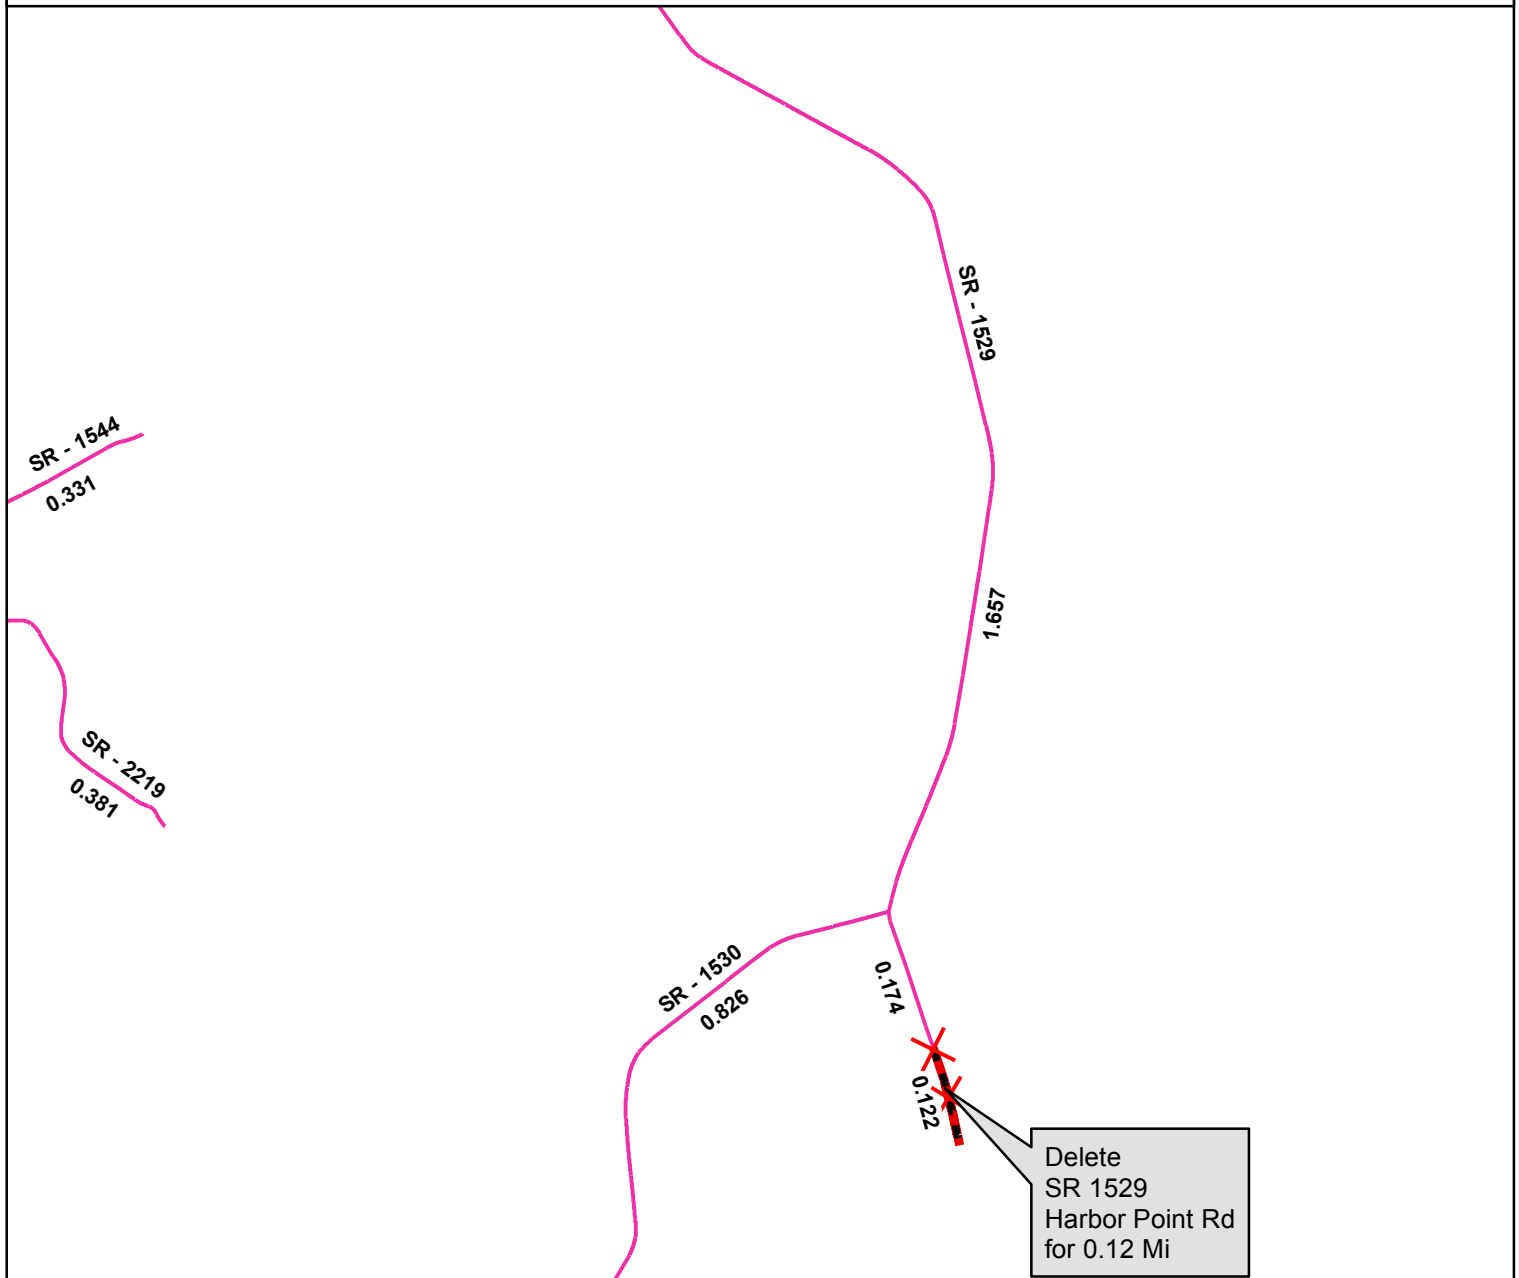 SR - 1529
SR - 1544
0.331
1.657
SR - 2219
0.381
SR - 1530
0.826
0.174
0.122
Delete
SR 1529
Harbor Point Rd
for 0.12 Mi